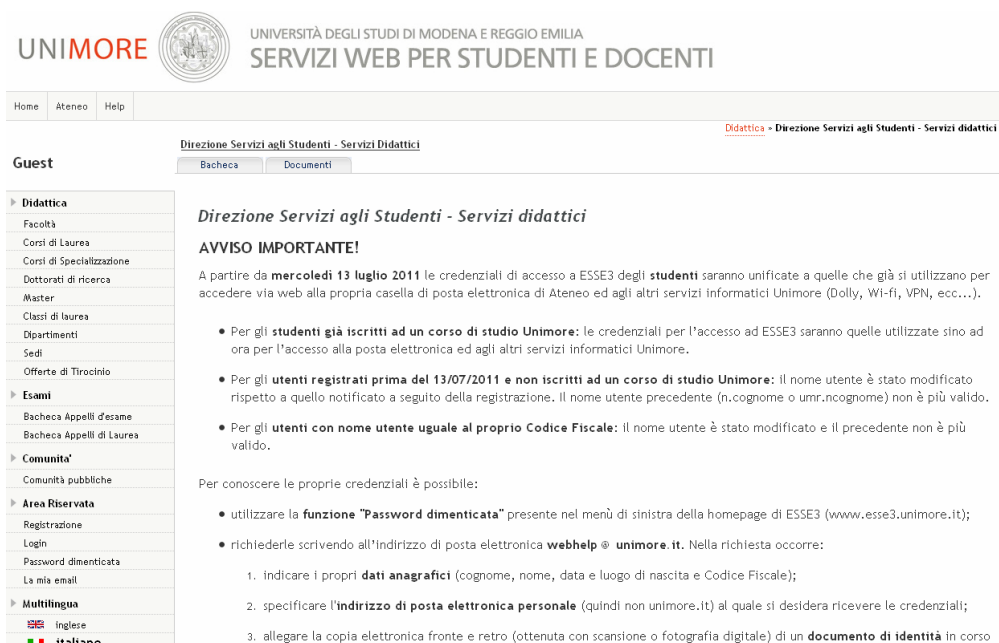 UNIMORE
UNIVERSITÀ DEGLI STUDI DI MODENA E REGGIO EMILIA
SERVIZI WEB PER STUDENTI E DOCENTI
Home Ateneo Help
Didattica » Direzione Servizi agli Studenti - Servizi didattici
Guest
Direzione Servizi agli Studenti - Servizi Didattici
Bacheca Documenti
Didattica
Facoltà
Corsi di Laurea
Corsi di Specializzazione
Dottorati di ricerca
Master
Classi di laurea
Dipartimenti
Sedi
Offerte di Tirocinio
Esami
Bacheca Appelli d'esame
Bacheca Appelli di Laurea
Comunita'
Comunità pubbliche
Area Riservata
Registrazione
Login
Password dimenticata
La mia email
Multilingua
inglese
italiano
Direzione Servizi agli Studenti - Servizi didattici
AVVISO IMPORTANTE!
A partire da mercoledì 13 luglio 2011 le credenziali di accesso a ESSE3 degli studenti saranno unificate a quelle che già si utilizzano per
accedere via web alla propria casella di posta elettronica di Ateneo ed agli altri servizi informatici Unimore (Dolly, Wi-fi, VPN, ecc...).
• Per gli studenti già iscritti ad un corso di studio Unimore: le credenziali per l'accesso ad ESSE3 saranno quelle utilizzate sino ad
ora per l'accesso alla posta elettronica ed agli altri servizi informatici Unimore.
• Per gli utenti registrati prima del 13/07/2011 e non iscritti ad un corso di studio Unimore: il nome utente è stato modificato
rispetto a quello notificato a seguito della registrazione. Il nome utente precedente (n.cognome o umr.ncognome) non è più valido.
• Per gli utenti con nome utente uguale al proprio Codice Fiscale: il nome utente è stato modificato e il precedente non è più
valido.
Per conoscere le proprie credenziali è possibile:
• utilizzare la funzione "Password dimenticata" presente nel menù di sinistra della homepage di ESSE3 (www.esse3.unimore.it);
• richiederle scrivendo all'indirizzo di posta elettronica webhelp @ unimore.it. Nella richiesta occorre:
1. indicare i propri dati anagrafici (cognome, nome, data e luogo di nascita e Codice Fiscale);
2. specificare l'indirizzo di posta elettronica personale (quindi non unimore.it) al quale si desidera ricevere le credenziali;
3. allegare la copia elettronica fronte e retro (ottenuta con scansione o fotografia digitale) di un documento di identità in corso